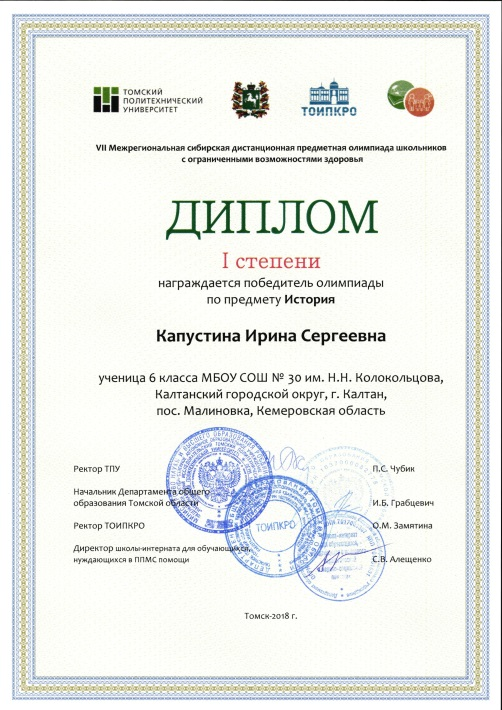 ТОМСКИЙ
ПОЛИТЕХНИЧЕСКИЙ
УНИВЕРСИТЕТ
ТОИПКРО
VII Межрегиональная сибирская дистанционная предметная олимпиада школьников
с ограниченными возможностями здоровья
ДИПЛОМ
I степени
награждается победитель олимпиады
по предмету История
Капустина Ирина Сергеевна
ученица 6 класса МБОУ СОШ № 30 им. Н.Н. Колокольцова,
Калтанский городской округ, г. Калтан,
пос. Малиновка, Кемеровская область
Ректор ТПУ
П.С. Чубик
Начальник Департамента общего
образования Томской области
И.Б. Грабцевич
Ректор ТОИПКРО
О.М. Замятина
Директор школы-интерната для обучающихся,
нуждающихся в ППМС помощи
С.В. Алещенко
ТОИПКРО
Томск-2018 г.